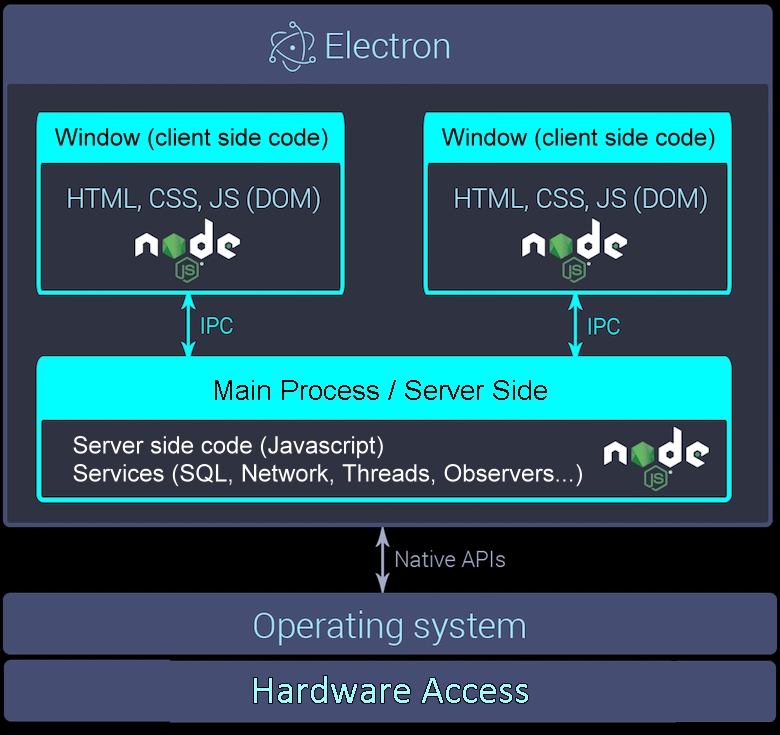 Electron
Window (client side code)
Window (client side code)
HTML, CSS, JS (DOM)
HTML, CSS, JS (DOM)
node
JS
node
JS
IPC
IPC
Main Process / Server Side
Server side code (Javascript)
Services (SQL, Network, Threads, Observers...)
node
JS
Native APIs
Operating system
Hardware Access